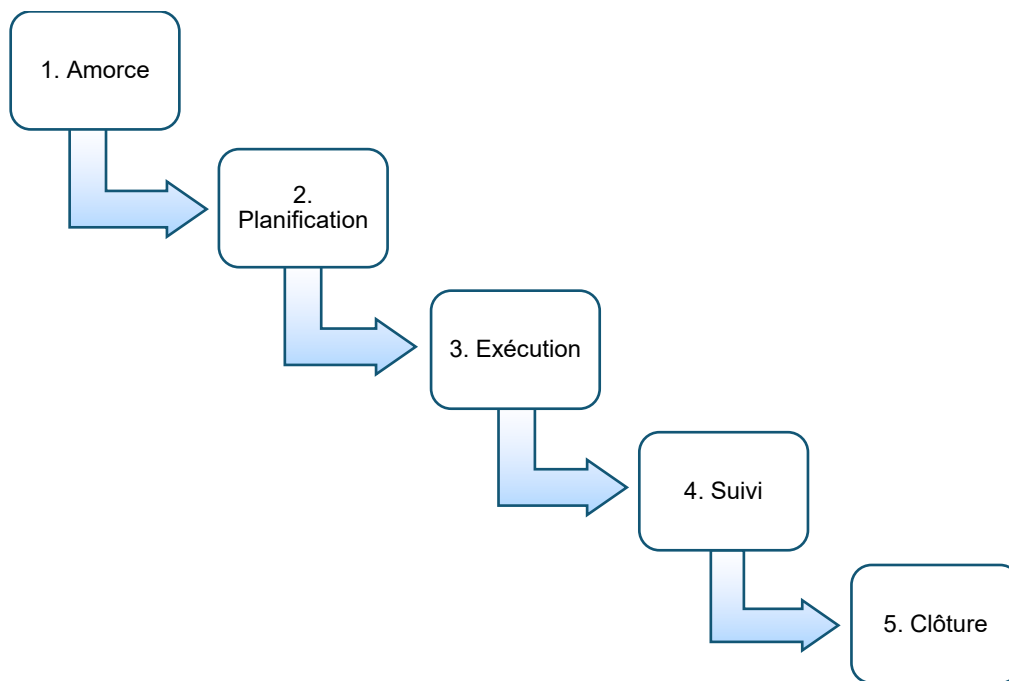 1. Amorce
2.
Planification
3. Exécution
4. Suivi
5. Clôture